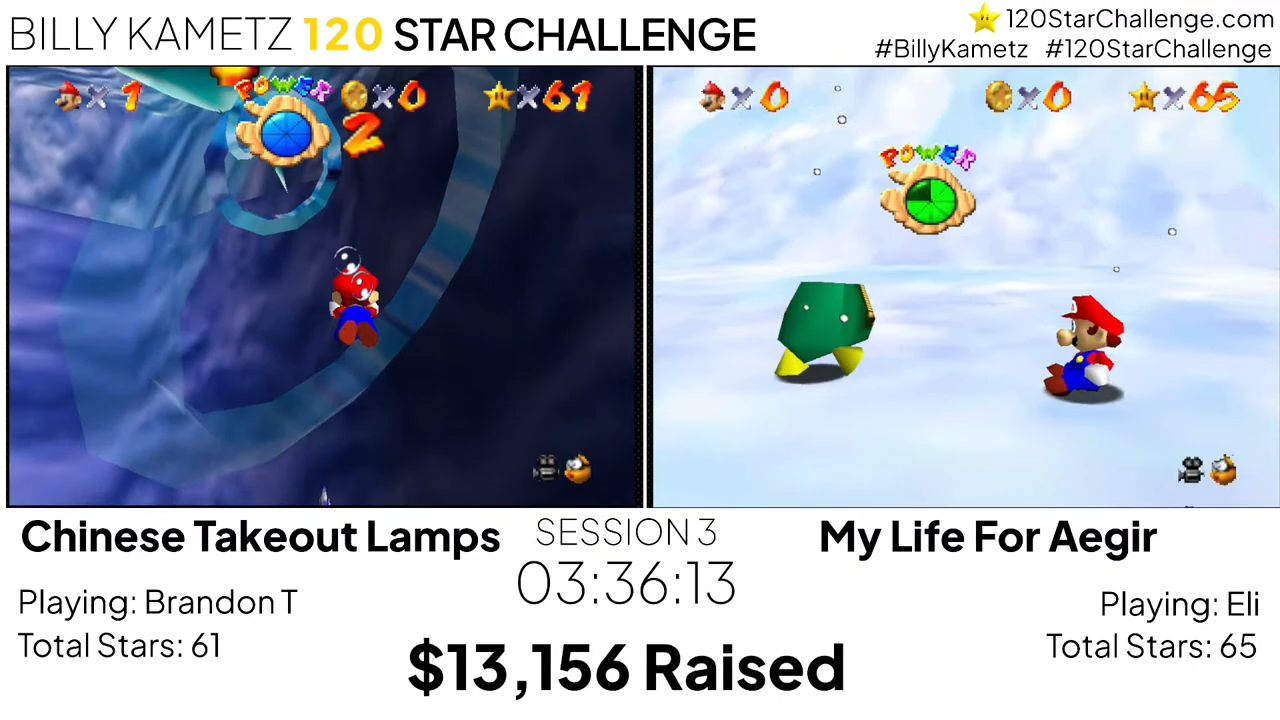 BILLY KAMETZ 120 STAR CHALLENGE
120StarChallenge.com
#BillyKametz #120StarChallenge
×1 POWER ×0 ×61
2
×0 ×0 ×65
POWER
Chinese Takeout Lamps
SESSION 3
My Life For Aegir
03:36:13
Playing: Brandon T
Playing: Eli
Total Stars: 61
Total Stars: 65
$13,156 Raised